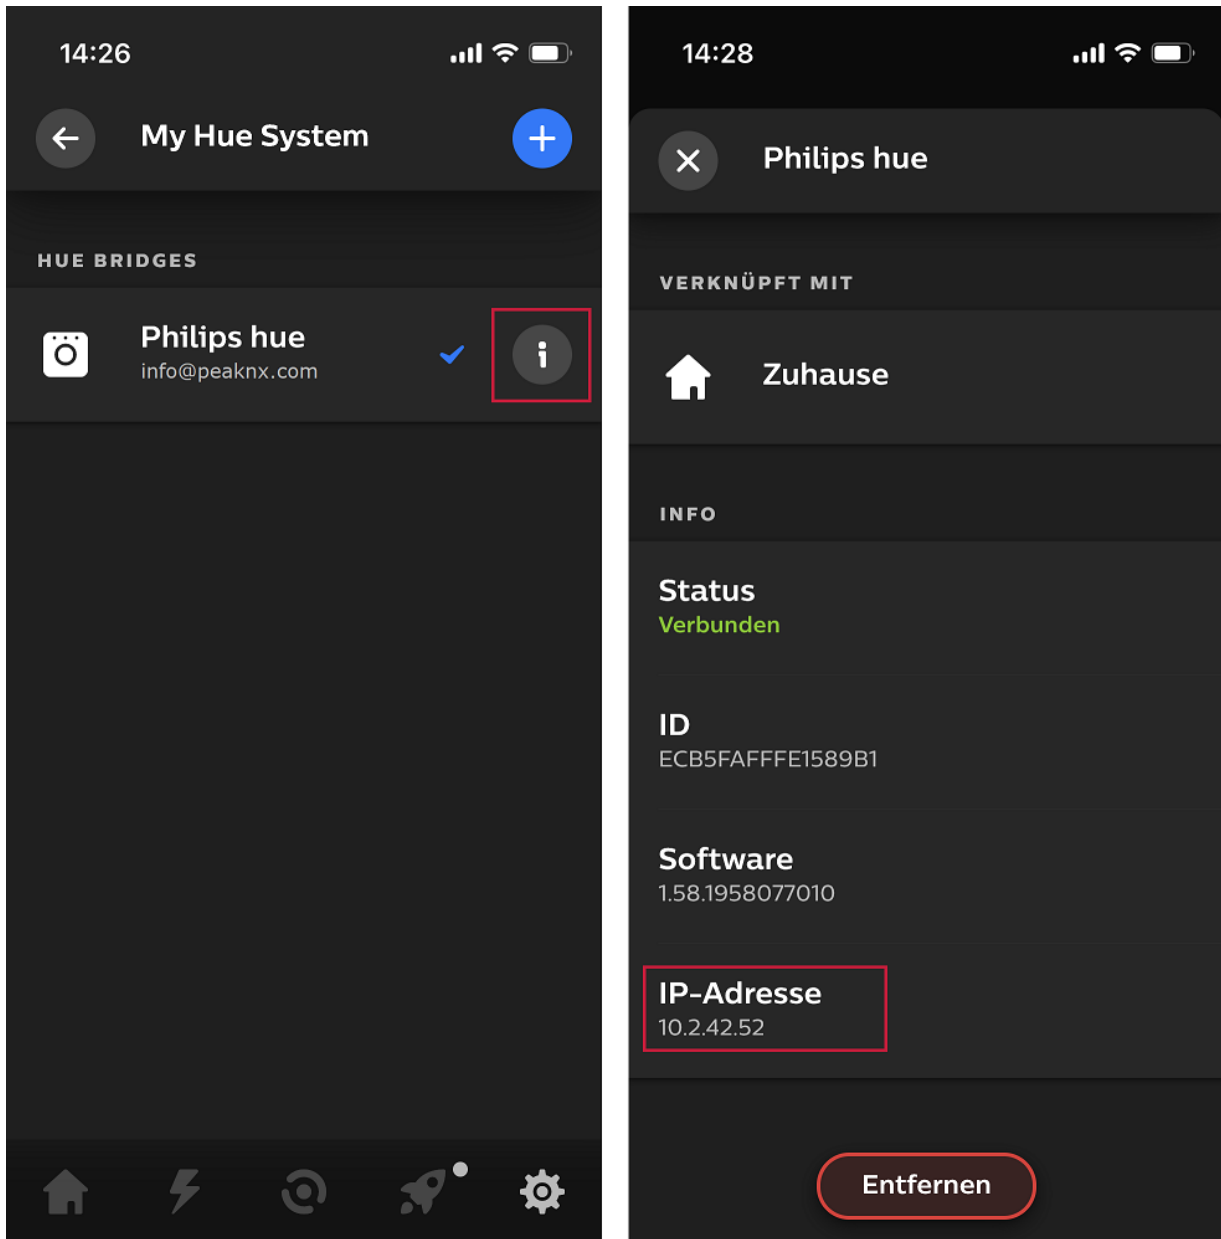 14:26
My Hue System
HUE BRIDGES
Philips hue
info@peaknx.com
14:28
Philips hue
VERKNÜPFT MIT
Zuhause
INFO
Status
Verbunden
ID
ECB5FAFFFE1589B1
Software
1.58.1958077010
IP-Adresse
10.2.42.52
Entfernen